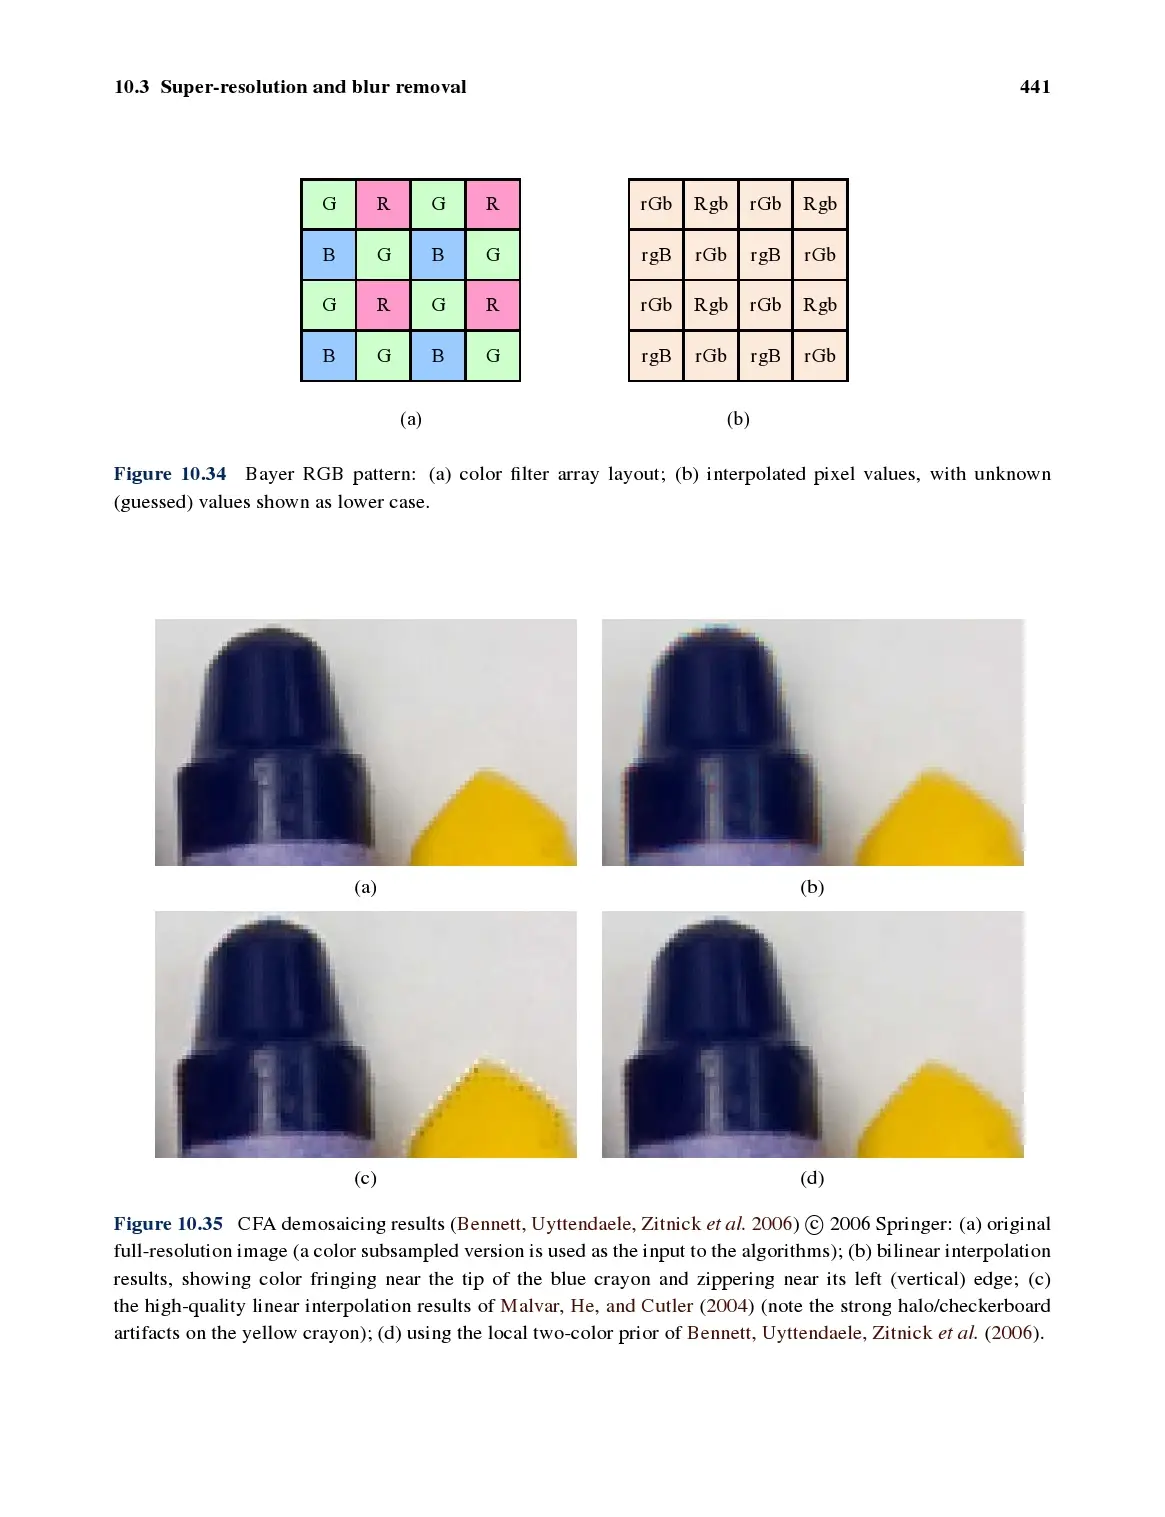 10.3 Super-resolution and blur removal 441
G R G R
B G B G
G R G R
B G B G
(a)
rGb Rgb rGb Rgb
rgB rGb rgB rGb
rGb Rgb rGb Rgb
rgB rGb rgB rGb
(b)
Figure 10.34 Bayer RGB pattern: (a) color filter array layout; (b) interpolated pixel values, with unknown
(guessed) values shown as lower case.
(a) (b)
(c) (d)
Figure 10.35 CFA demosaicing results (Bennett, Uyttendaele, Zitnick et al. 2006) © 2006 Springer: (a) original
full-resolution image (a color subsampled version is used as the input to the algorithms); (b) bilinear interpolation
results, showing color fringing near the tip of the blue crayon and zippering near its left (vertical) edge; (c)
the high-quality linear interpolation results of Malvar, He, and Cutler (2004) (note the strong halo/checkerboard
artifacts on the yellow crayon); (d) using the local two-color prior of Bennett, Uyttendaele, Zitnick et al. (2006).